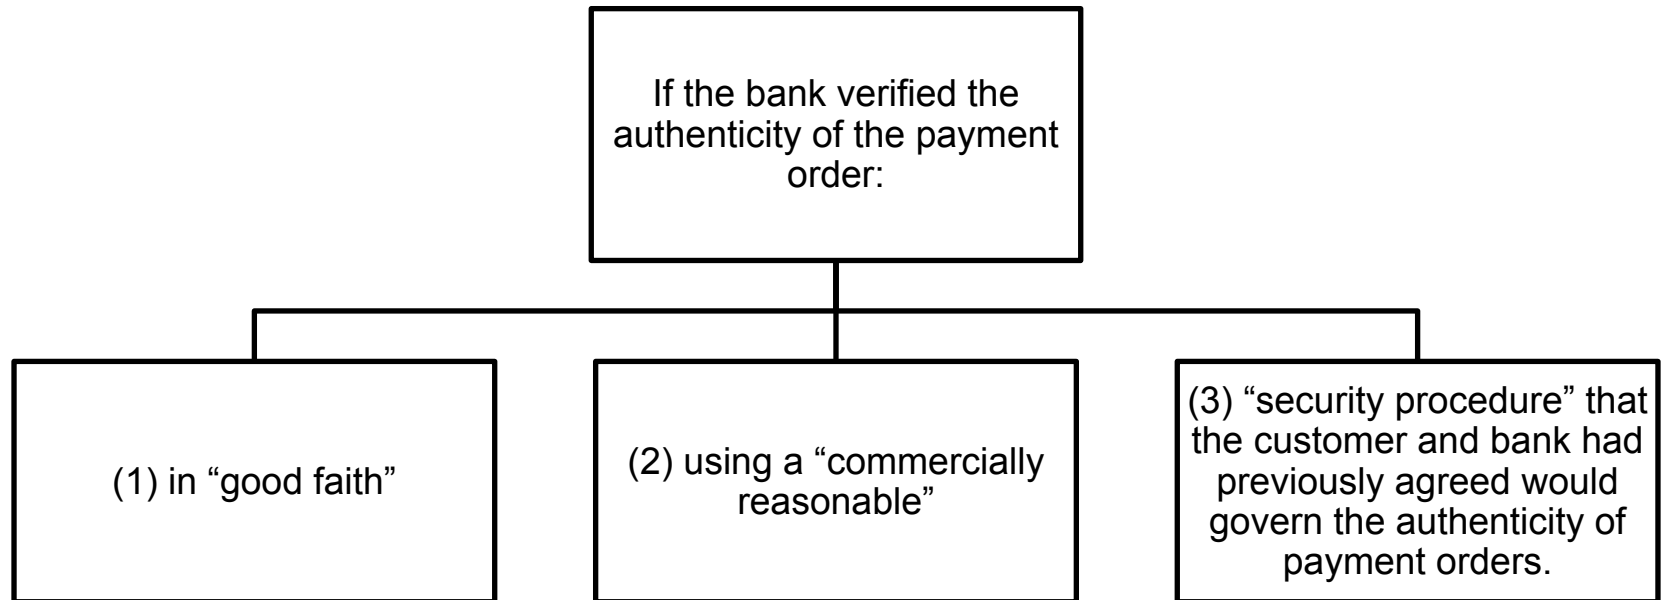 If the bank verified the
authenticity of the payment
order:
(1) in “good faith”
(2) using a “commercially
reasonable”
(3) “security procedure” that
the customer and bank had
previously agreed would
govern the authenticity of
payment orders.